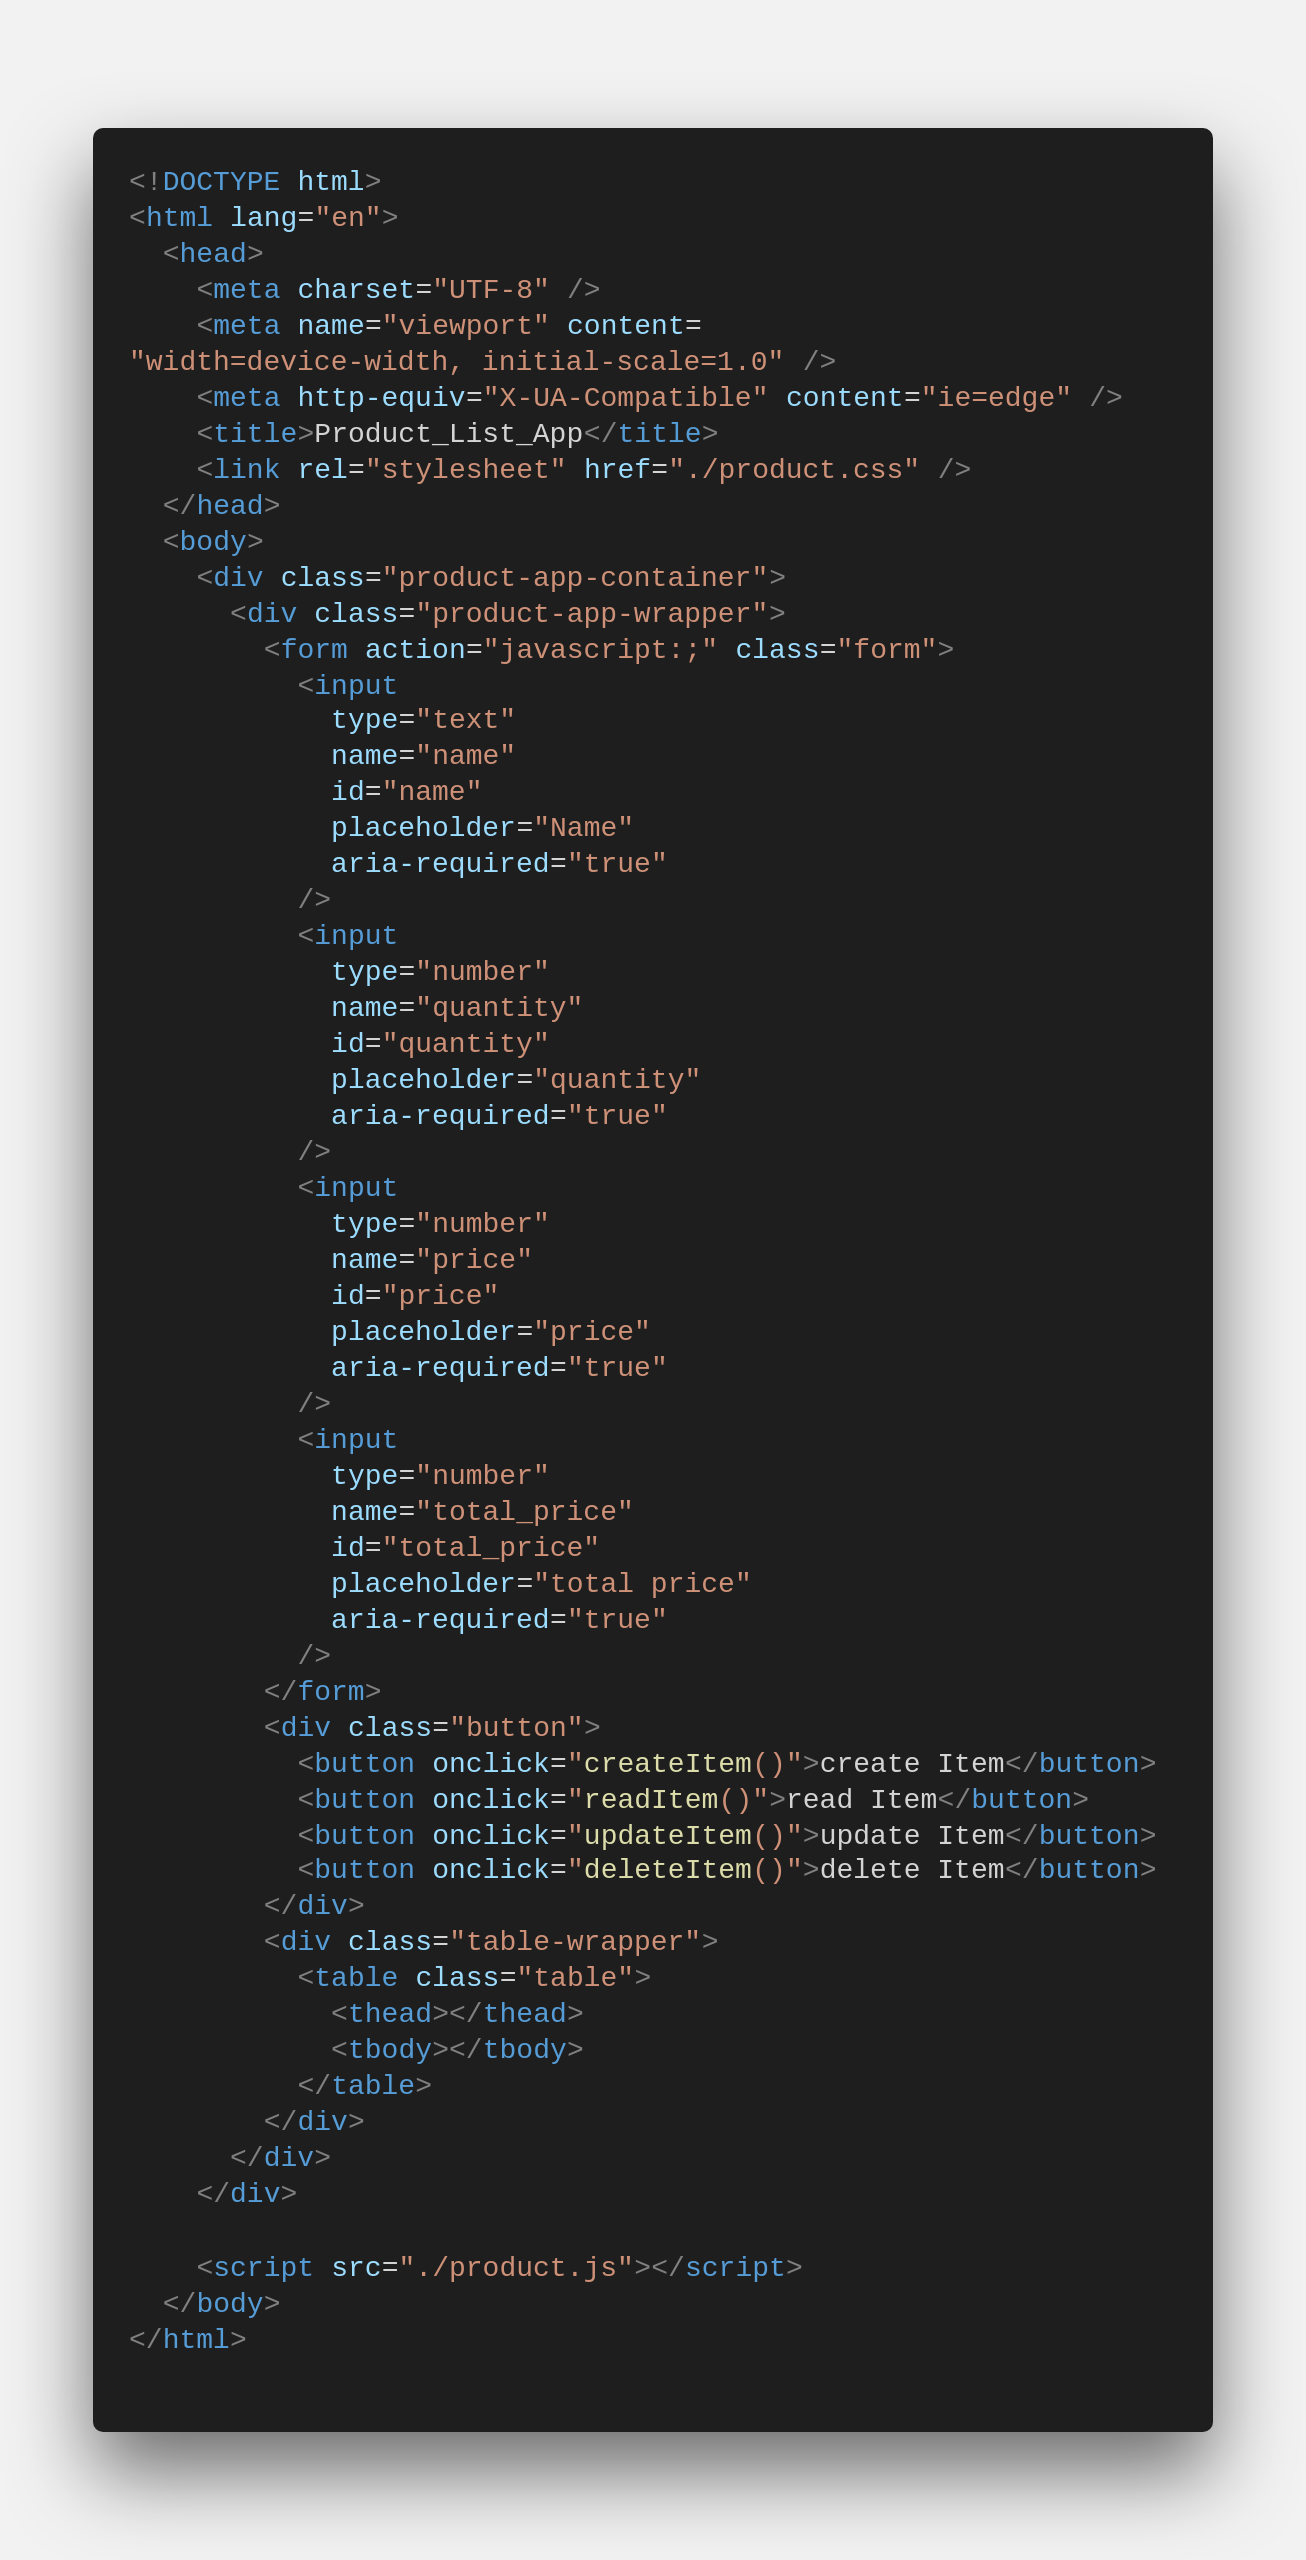 <!DOCTYPE html>
<html lang="en">
  <head>
    <meta charset="UTF-8" />
    <meta name="viewport" content=
"width=device-width, initial-scale=1.0" />
    <meta http-equiv="X-UA-Compatible" content="ie=edge" />
    <title>Product_List_App</title>
    <link rel="stylesheet" href="./product.css" />
  </head>
  <body>
    <div class="product-app-container">
      <div class="product-app-wrapper">
        <form action="javascript:;" class="form">
          <input
            type="text"
            name="name"
            id="name"
            placeholder="Name"
            aria-required="true"
          />
          <input
            type="number"
            name="quantity"
            id="quantity"
            placeholder="quantity"
            aria-required="true"
          />
          <input
            type="number"
            name="price"
            id="price"
            placeholder="price"
            aria-required="true"
          />
          <input
            type="number"
            name="total_price"
            id="total_price"
            placeholder="total price"
            aria-required="true"
          />
        </form>
        <div class="button">
          <button onclick="createItem()">create Item</button>
          <button onclick="readItem()">read Item</button>
          <button onclick="updateItem()">update Item</button>
          <button onclick="deleteItem()">delete Item</button>
        </div>
        <div class="table-wrapper">
          <table class="table">
            <thead></thead>
            <tbody></tbody>
          </table>
        </div>
      </div>
    </div>

    <script src="./product.js"></script>
  </body>
</html>